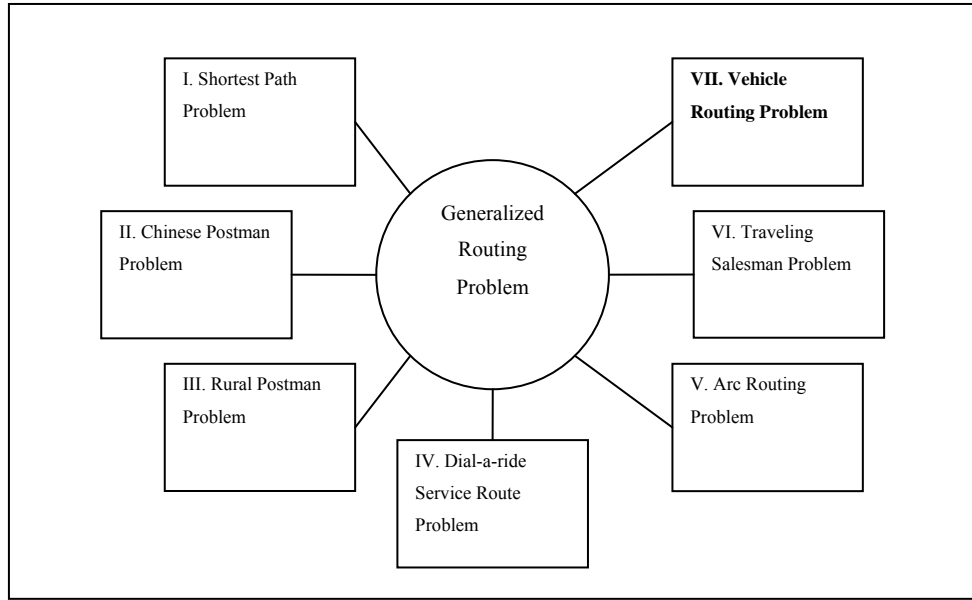 I. Shortest Path
Problem
VII. Vehicle
Routing Problem
Generalized
Routing
Problem
II. Chinese Postman
Problem
VI. Traveling
Salesman Problem
III. Rural Postman
Problem
V. Arc Routing
Problem
IV. Dial-a-ride
Service Route
Problem